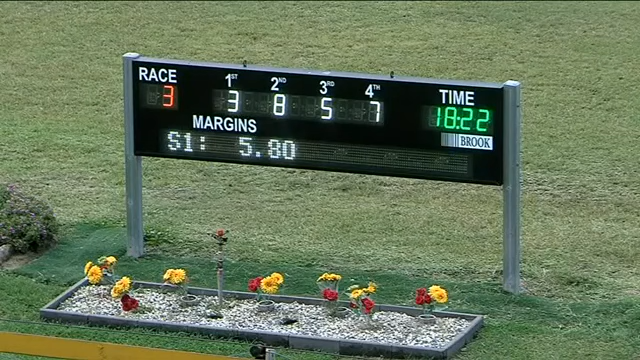 RACE 1ST 2ND 3RD 4TH TIME
3 3 8 5 7 18:22
MARGINS BROOK
S1: 5.80